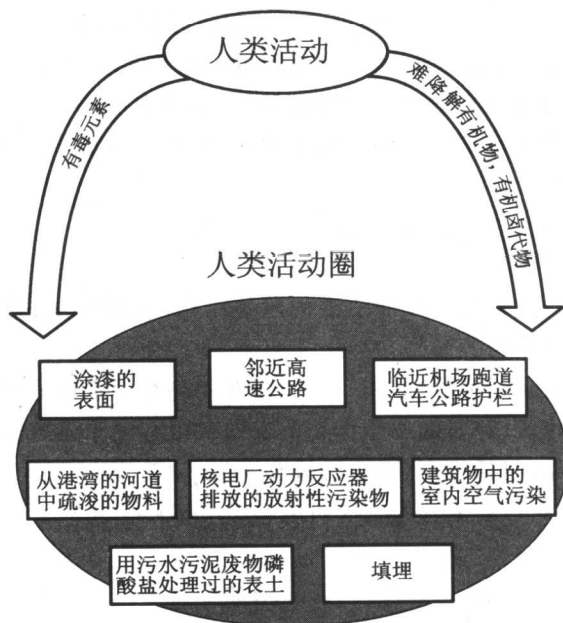 人类活动
有毒元素
难降解有机物，有机卤代物
人类活动圈
涂漆的
表面
邻近高
速公路
临近机场跑道
汽车公路护栏
从港湾的河道
中疏浚的物料
核电厂动力反应器
排放的放射性污染物
建筑物中的
室内空气污染
用污水污泥废物磷
酸盐处理过的表土
填埋